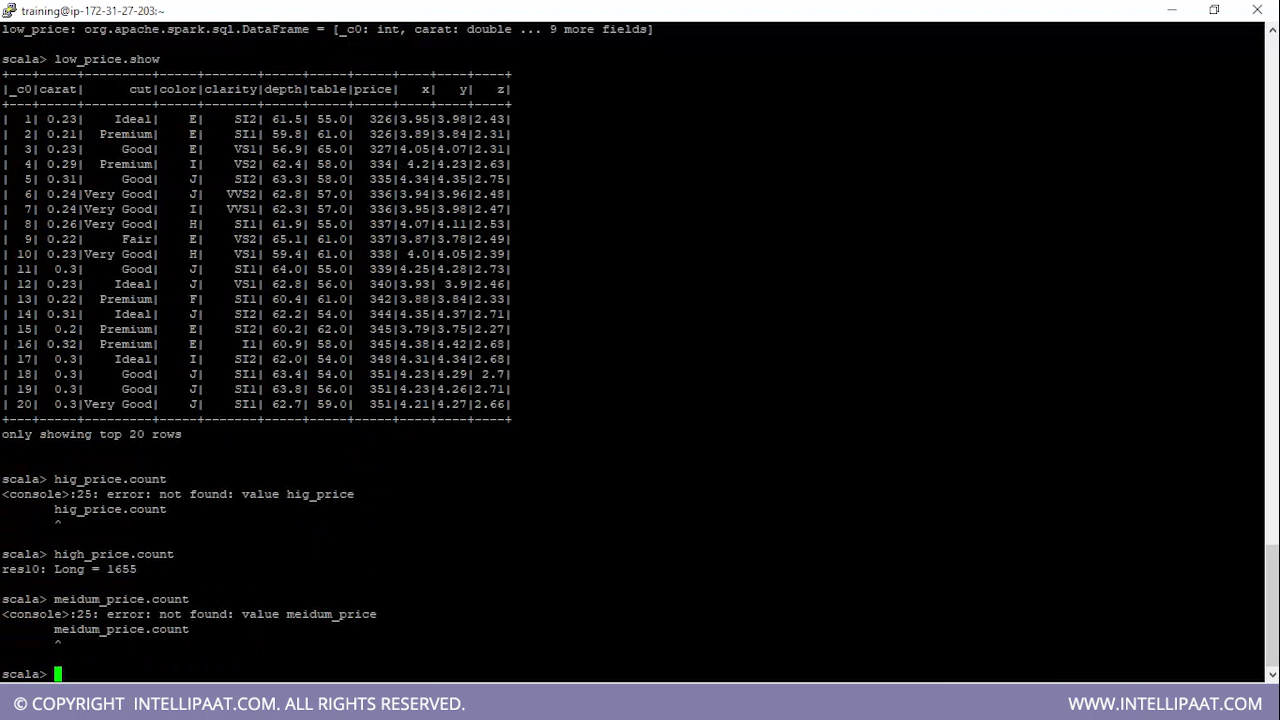 training@ip-172-31-27-203:~
low_price: org.apache.spark.sql.DataFrame = [_c0: int, carat: double ... 9 more fields]
scala> low_price.show
+---+-----+---------+-----+-------+-----+-----+-----+----+----+----+
|_c0|carat|      cut|color|clarity|depth|table|price|   x|   y|   z|
+---+-----+---------+-----+-------+-----+-----+-----+----+----+----+
|  1| 0.23|    Ideal|    E|    SI2| 61.5| 55.0|  326|3.95|3.98|2.43|
|  2| 0.21|  Premium|    E|    SI1| 59.8| 61.0|  326|3.89|3.84|2.31|
|  3| 0.23|     Good|    E|    VS1| 56.9| 65.0|  327|4.05|4.07|2.31|
|  4| 0.29|  Premium|    I|    VS2| 62.4| 58.0|  334| 4.2|4.23|2.63|
|  5| 0.31|     Good|    J|    SI2| 63.3| 58.0|  335|4.34|4.35|2.75|
|  6| 0.24|Very Good|    J|   VVS2| 62.8| 57.0|  336|3.94|3.96|2.48|
|  7| 0.24|Very Good|    I|   VVS1| 62.3| 57.0|  336|3.95|3.98|2.47|
|  8| 0.26|Very Good|    H|    SI1| 61.9| 55.0|  337|4.07|4.11|2.53|
|  9| 0.22|     Fair|    E|    VS2| 65.1| 61.0|  337|3.87|3.78|2.49|
| 10| 0.23|Very Good|    H|    VS1| 59.4| 61.0|  338| 4.0|4.05|2.39|
| 11|  0.3|     Good|    J|    SI1| 64.0| 55.0|  339|4.25|4.28|2.73|
| 12| 0.23|    Ideal|    J|    VS1| 62.8| 56.0|  340|3.93| 3.9|2.46|
| 13| 0.22|  Premium|    F|    SI1| 60.4| 61.0|  342|3.88|3.84|2.33|
| 14| 0.31|    Ideal|    J|    SI2| 62.2| 54.0|  344|4.35|4.37|2.71|
| 15|  0.2|  Premium|    E|    SI2| 60.2| 62.0|  345|3.79|3.75|2.27|
| 16| 0.32|  Premium|    E|     I1| 60.9| 58.0|  345|4.38|4.42|2.68|
| 17|  0.3|    Ideal|    I|    SI2| 62.0| 54.0|  348|4.31|4.34|2.68|
| 18|  0.3|     Good|    J|    SI1| 63.4| 54.0|  351|4.23|4.29| 2.7|
| 19|  0.3|     Good|    J|    SI1| 63.8| 56.0|  351|4.23|4.26|2.71|
| 20|  0.3|Very Good|    J|    SI1| 62.7| 59.0|  351|4.21|4.27|2.66|
+---+-----+---------+-----+-------+-----+-----+-----+----+----+----+
only showing top 20 rows
scala> hig_price.count
<console>:25: error: not found: value hig_price
       hig_price.count
       ^
scala> high_price.count
res10: Long = 1655
scala> meidum_price.count
<console>:25: error: not found: value meidum_price
       meidum_price.count
       ^
scala>
© COPYRIGHT INTELLIPAAT.COM. ALL RIGHTS RESERVED.
WWW.INTELLIPAAT.COM